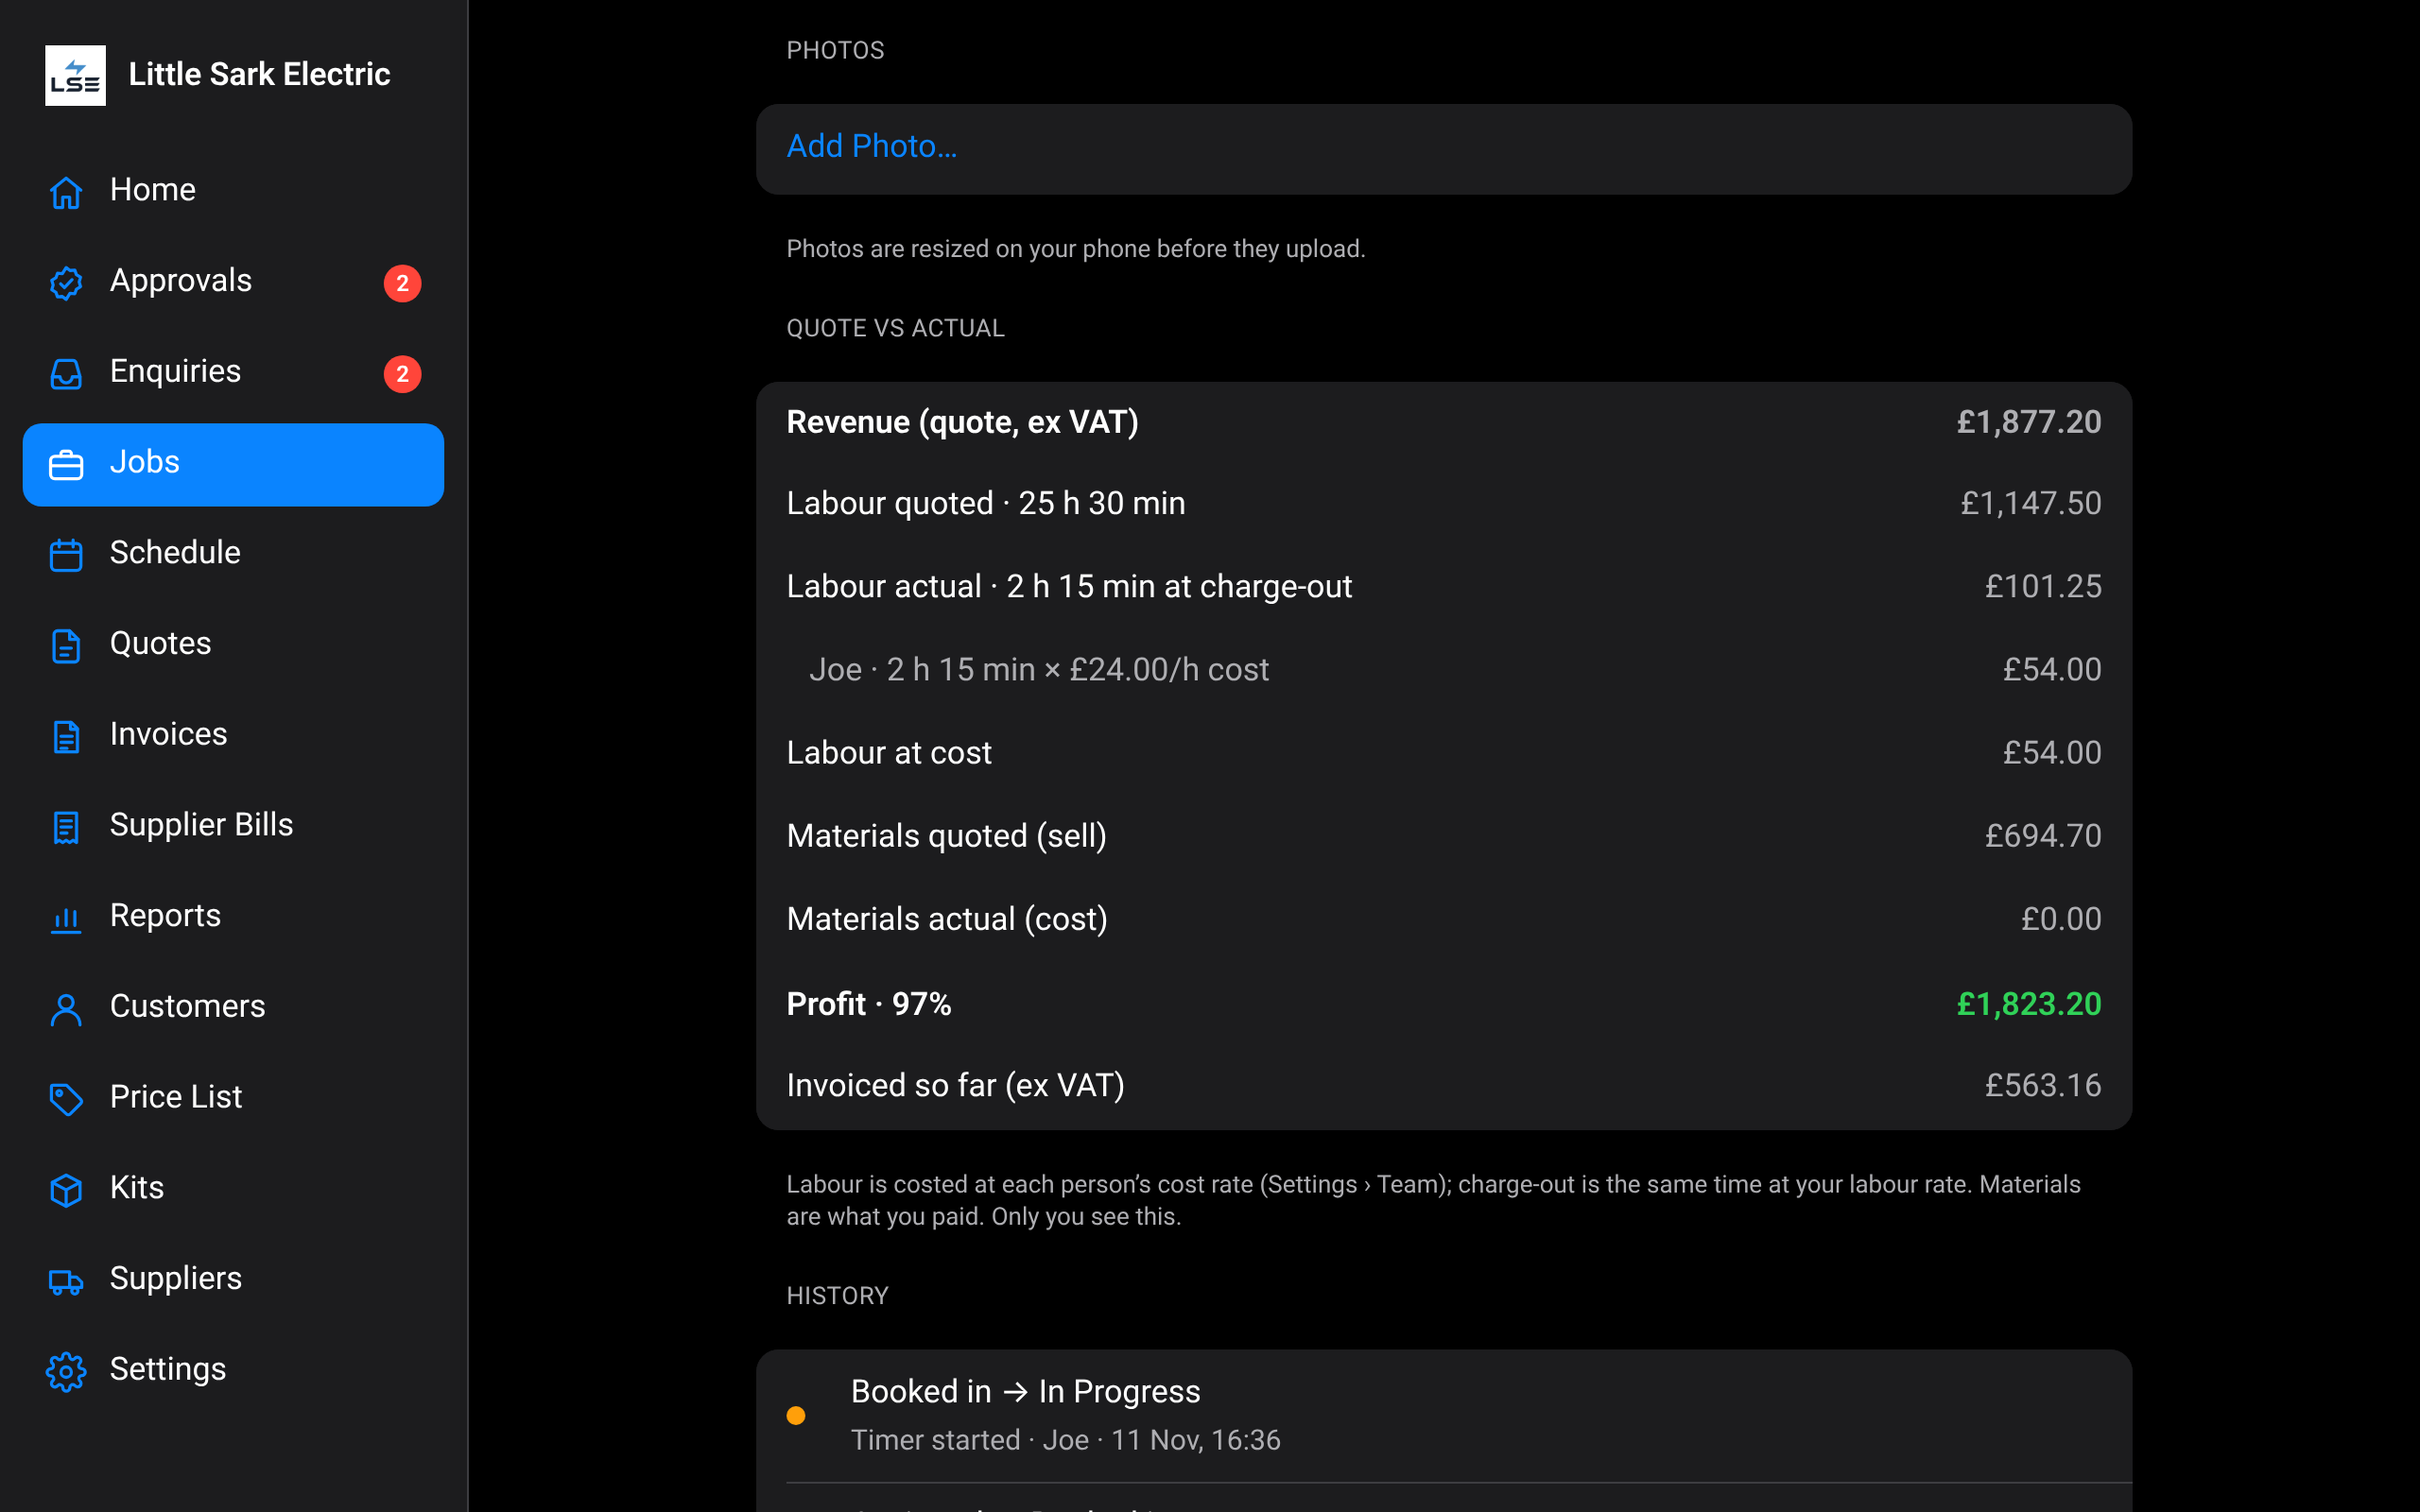 LSE
Little Sark Electric
Home
Approvals
2
Enquiries
2
Jobs
Schedule
Quotes
Invoices
Supplier Bills
Reports
Customers
Price List
Kits
Suppliers
Settings
PHOTOS
Add Photo…
Photos are resized on your phone before they upload.
QUOTE VS ACTUAL
Revenue (quote, ex VAT) £1,877.20
Labour quoted · 25 h 30 min £1,147.50
Labour actual · 2 h 15 min at charge-out £101.25
Joe · 2 h 15 min × £24.00/h cost £54.00
Labour at cost £54.00
Materials quoted (sell) £694.70
Materials actual (cost) £0.00
Profit · 97% £1,823.20
Invoiced so far (ex VAT) £563.16
Labour is costed at each person’s cost rate (Settings › Team); charge-out is the same time at your labour rate. Materials
are what you paid. Only you see this.
HISTORY
Booked in → In Progress
Timer started · Joe · 11 Nov, 16:36